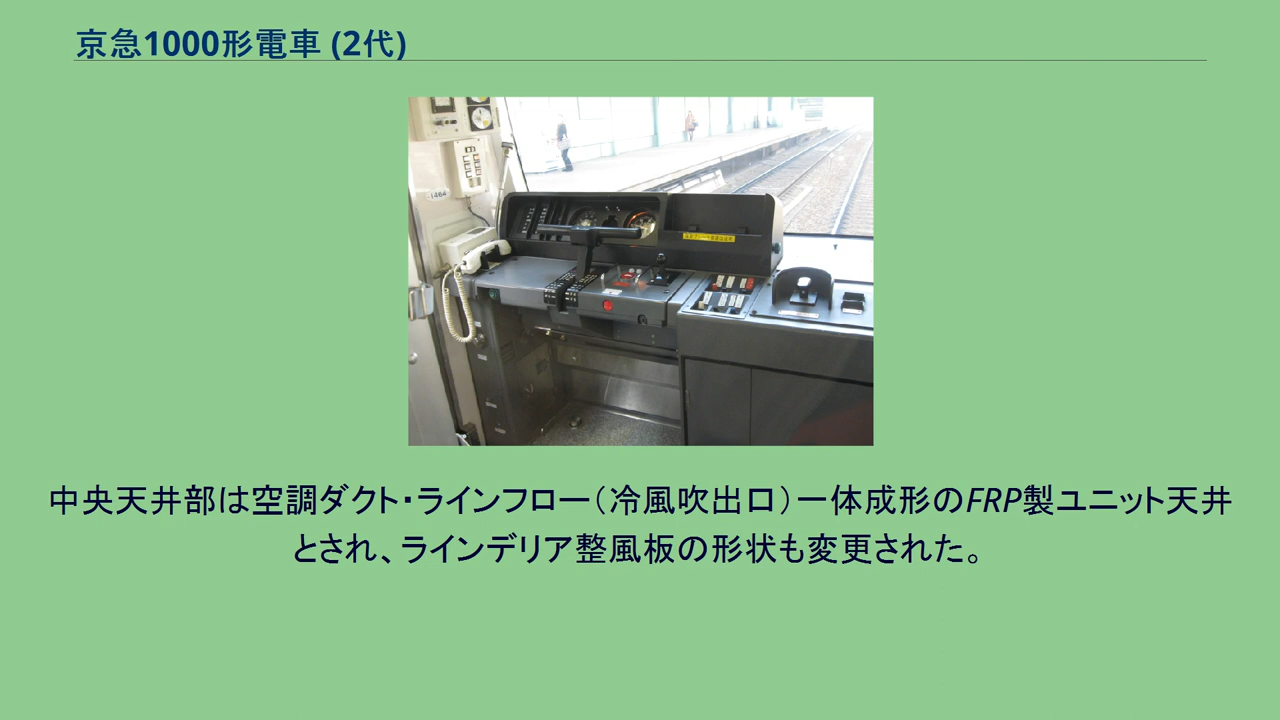 京急1000形電車 (2代)
1464
中央天井部は空調ダクト・ラインフロー（冷風吹出口）一体成形のFRP製ユニット天井
とされ、ラインデリア整風板の形状も変更された。